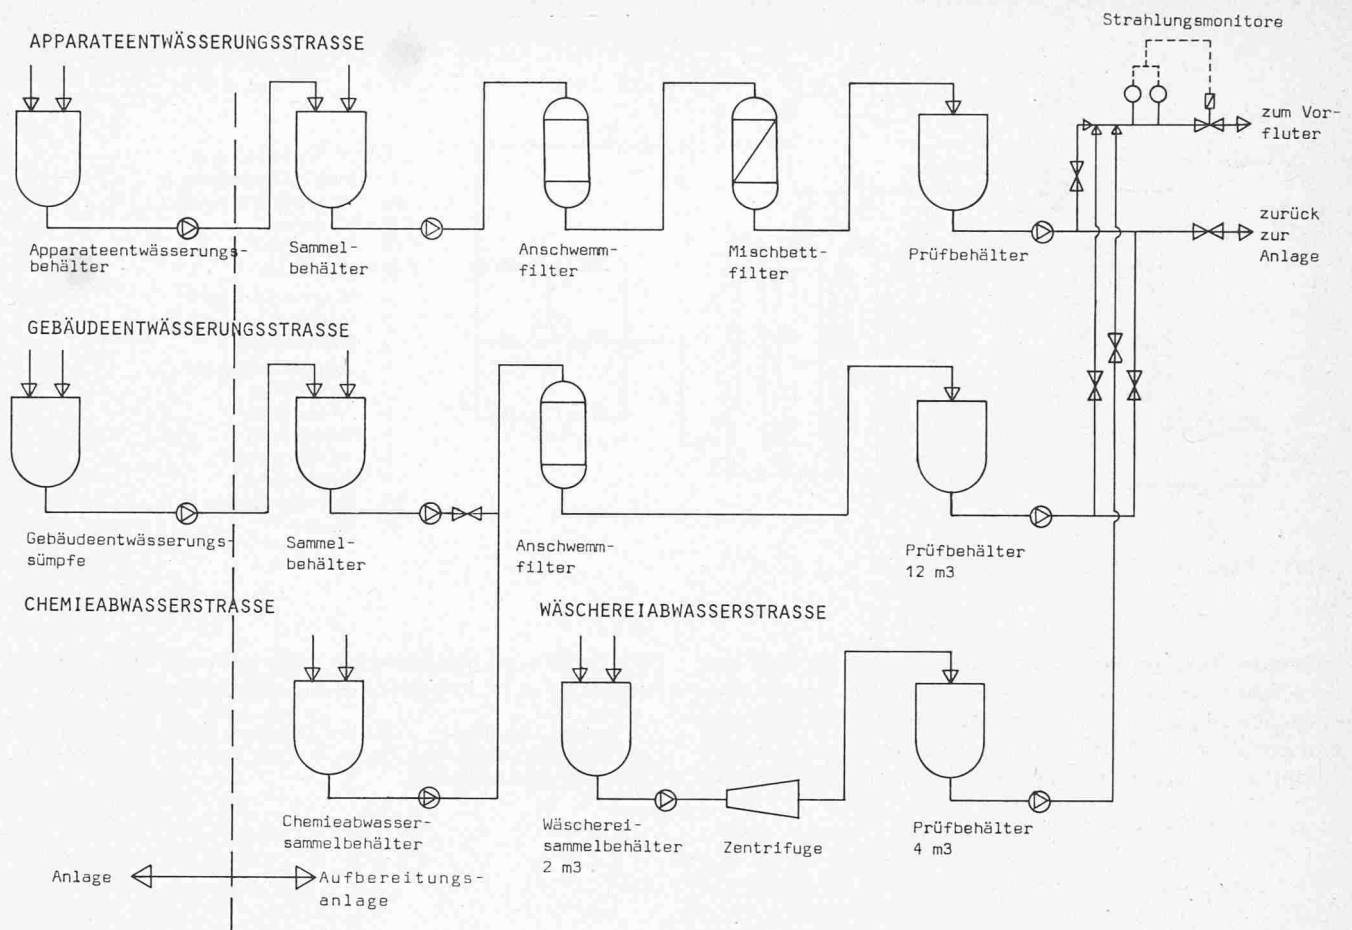 Strahlungsmonitore
APPARATEENTWÄSSERUNGSSTRASSE
zum Vor-
fluter
zurück
zur
Anlage
Apparateentwässerungs-
behälter
Sammel-
behälter
Anschwemm-
filter
Mischbett-
filter
Prüfbehälter
GEBÄUDEENTWÄSSERUNGSSTRASSE
Gebäudeentwässerungs-
sümpfe
Sammel-
behälter
Anschwemm-
filter
Prüfbehälter
12 m3
CHEMIEABWASSERSTRASSE
WÄSCHEREIABWASSERSTRASSE
Chemieabwasser-
sammelbehälter
Wäscherei-
sammelbehälter
2 m3
Zentrifuge
Prüfbehälter
4 m3
Anlage
Aufbereitungs-
anlage